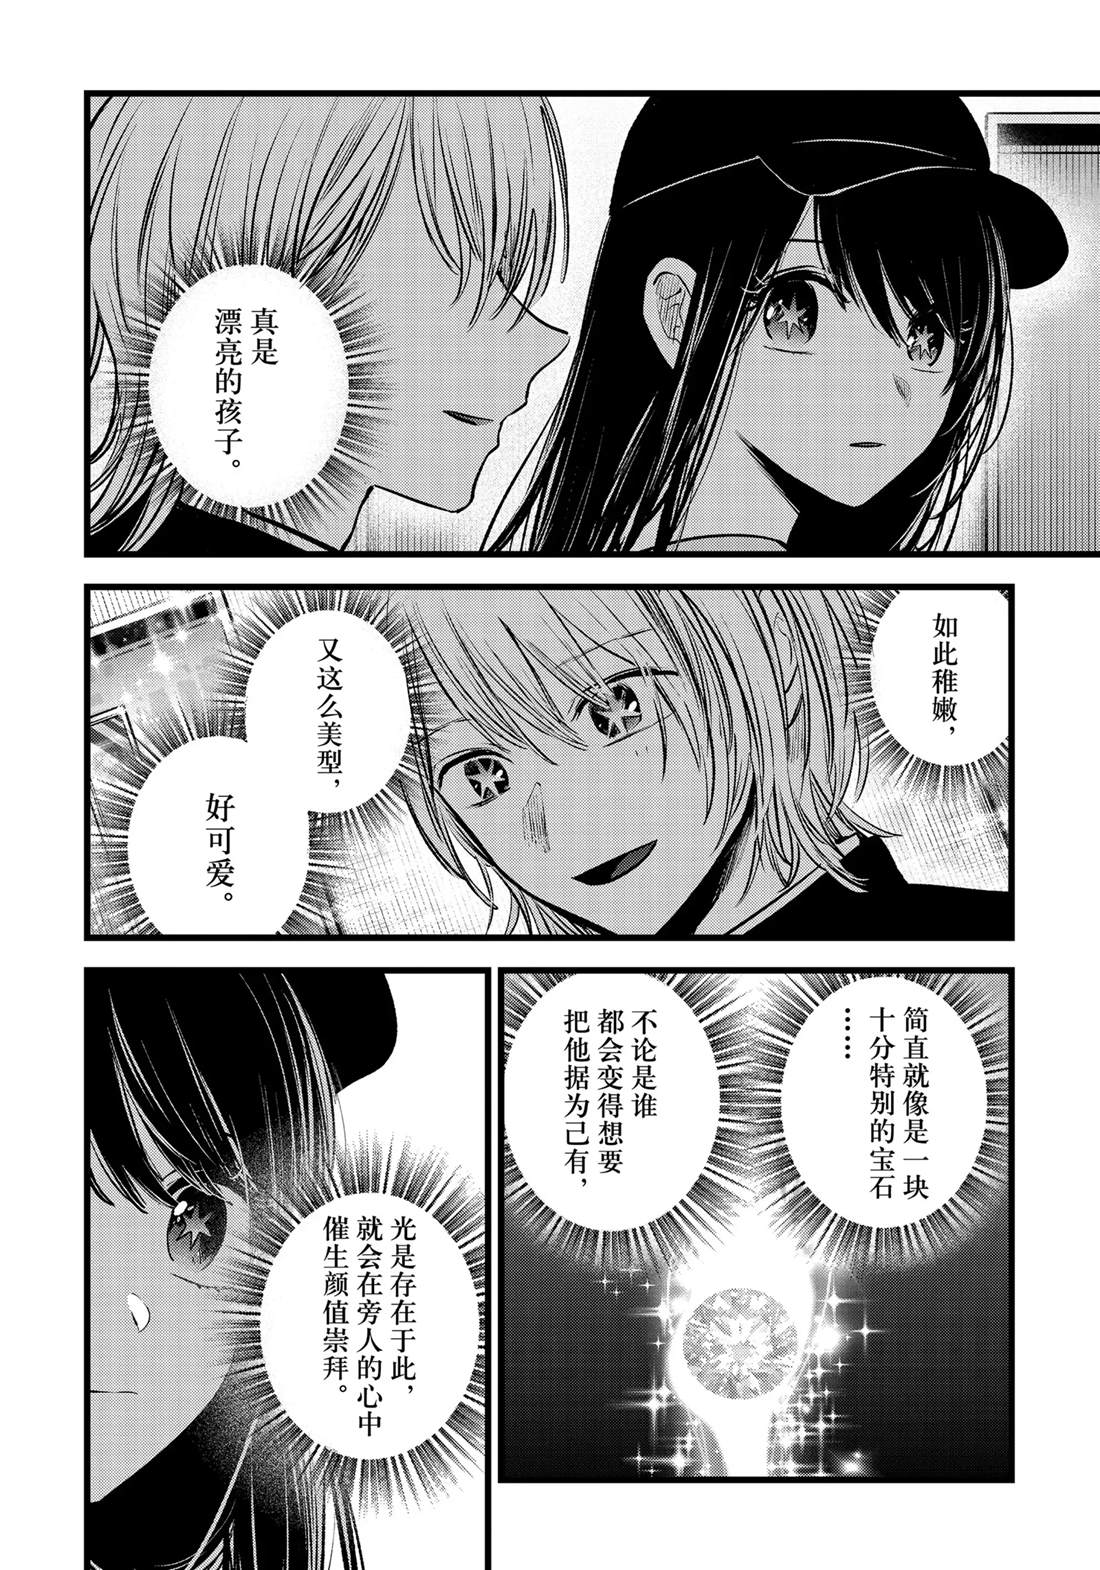 真是
漂亮的孩子。
如此稚嫩，
又这么美型，
好可爱。
简直就像是一块
十分特别的宝石
……
不论是谁
都会变得想要
把他据为己有，
光是存在于此，
就会在旁人的心中
催生颜值崇拜。